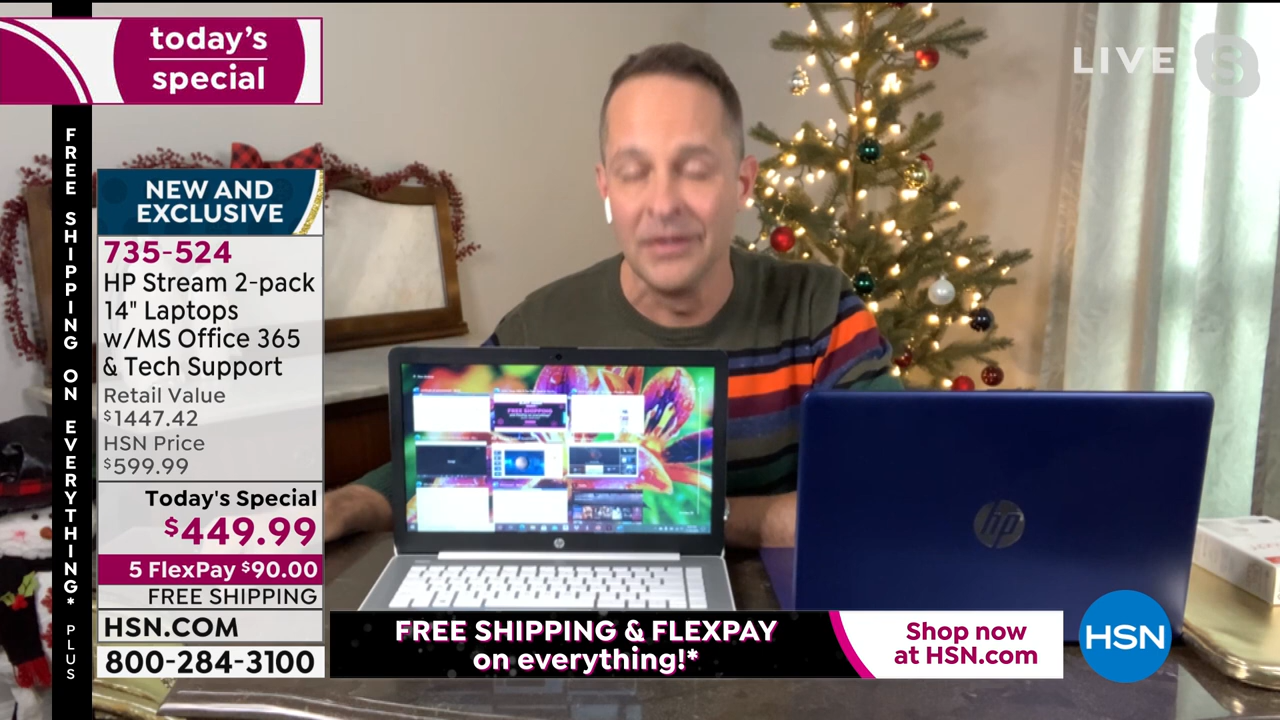 today's
special
LIVE S
FREE SHIPPING ON EVERYTHING* PLUS
NEW AND
EXCLUSIVE
735-524
HP Stream 2-pack
14" Laptops
w/MS Office 365
& Tech Support
Retail Value
$1447.42
HSN Price
$599.99
Today's Special
$449.99
5 FlexPay $90.00
FREE SHIPPING
HSN.COM
800-284-3100
FREE SHIPPING
hp
FREE SHIPPING & FLEXPAY
on everything!*
Shop now
at HSN.com
HSN